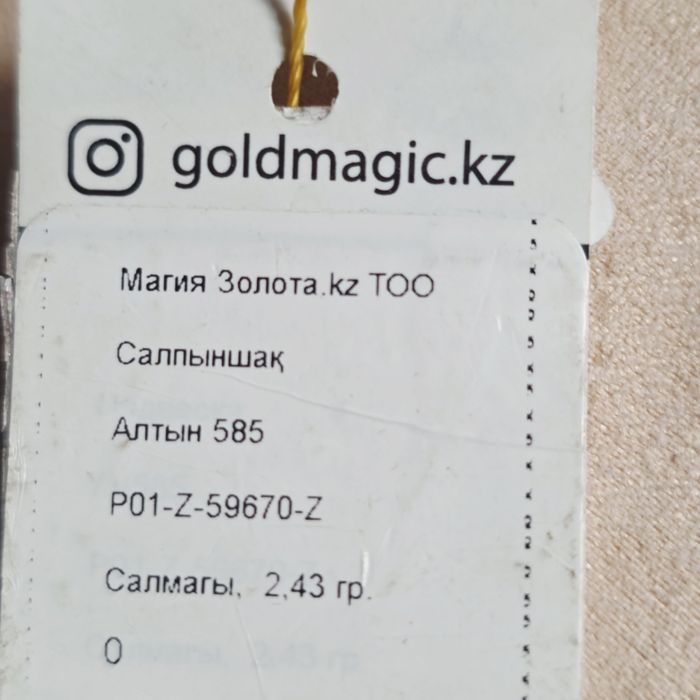 goldmagic.kz
Магия Золота.kz ТОО
Салпыншақ
Алтын 585
P01-Z-59670-Z
Салмағы, 2,43 гр.
0